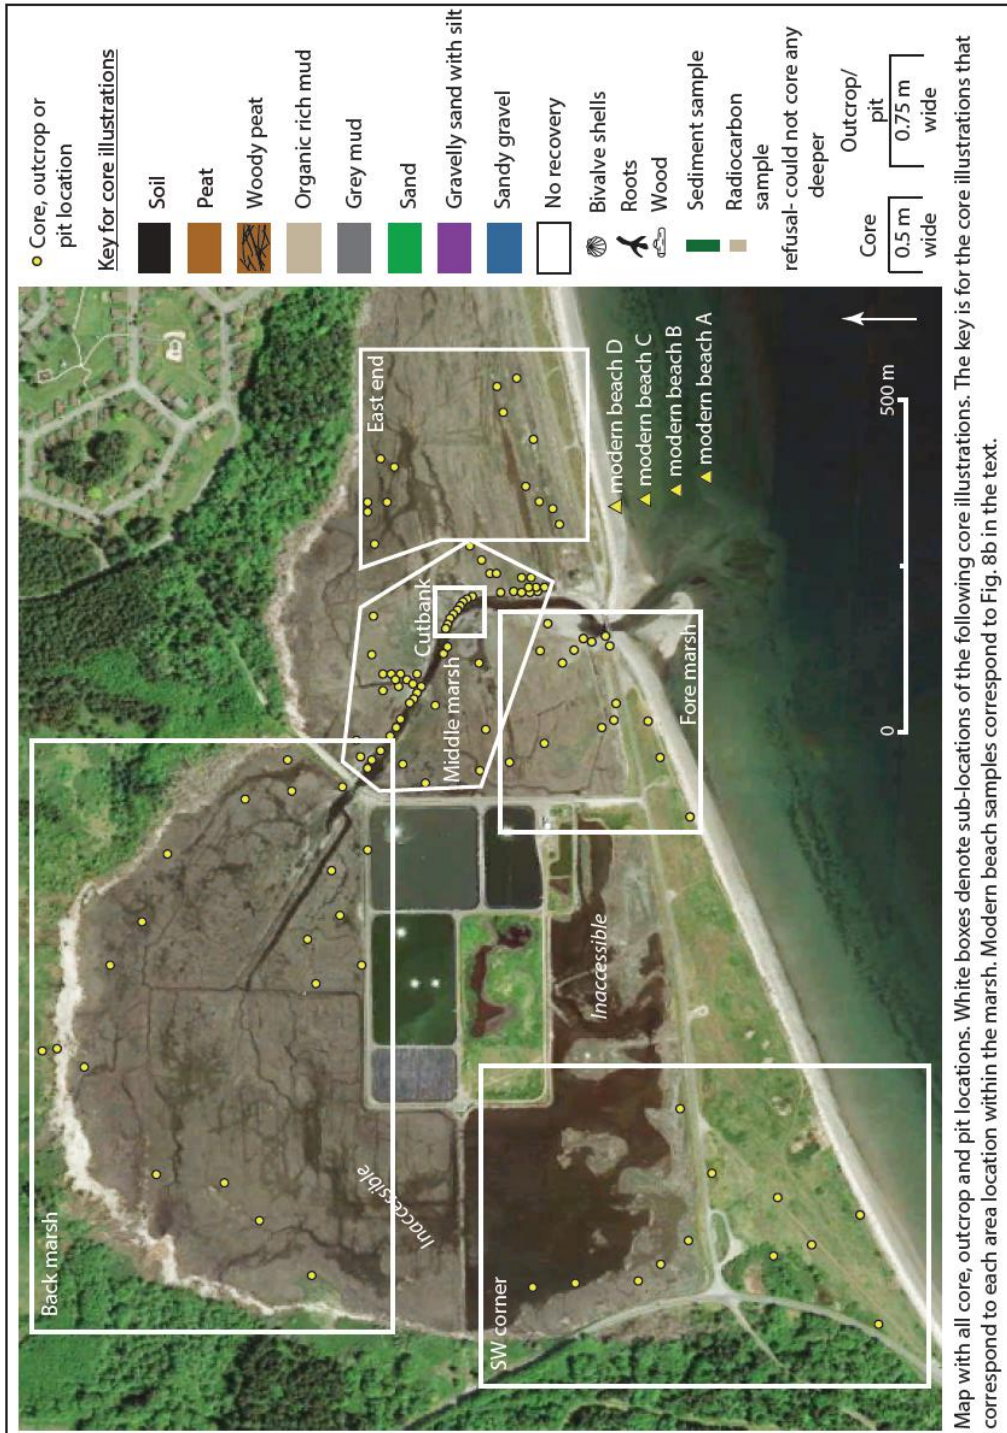 Core, outcrop or
pit location
Key for core illustrations
Soil
Peat
Woody peat
Organic rich mud
Grey mud
Sand
Gravelly sand with silt
Sandy gravel
No recovery
Bivalve shells
Roots
Wood
Sediment sample
Radiocarbon
sample
refusal- could not core any
deeper
Core
0.5 m
wide
Outcrop/
pit
0.75 m
wide
Back marsh
Inaccessible
SW corner
Inaccessible
Middle marsh
Cutbank
East end
Fore marsh
modern beach D
modern beach C
modern beach B
modern beach A
0
500 m
Map with all core, outcrop and pit locations. White boxes denote sub-locations of the following core illustrations. The key is for the core illustrations that
correspond to each area location within the marsh. Modern beach samples correspond to Fig. 8b in the text.